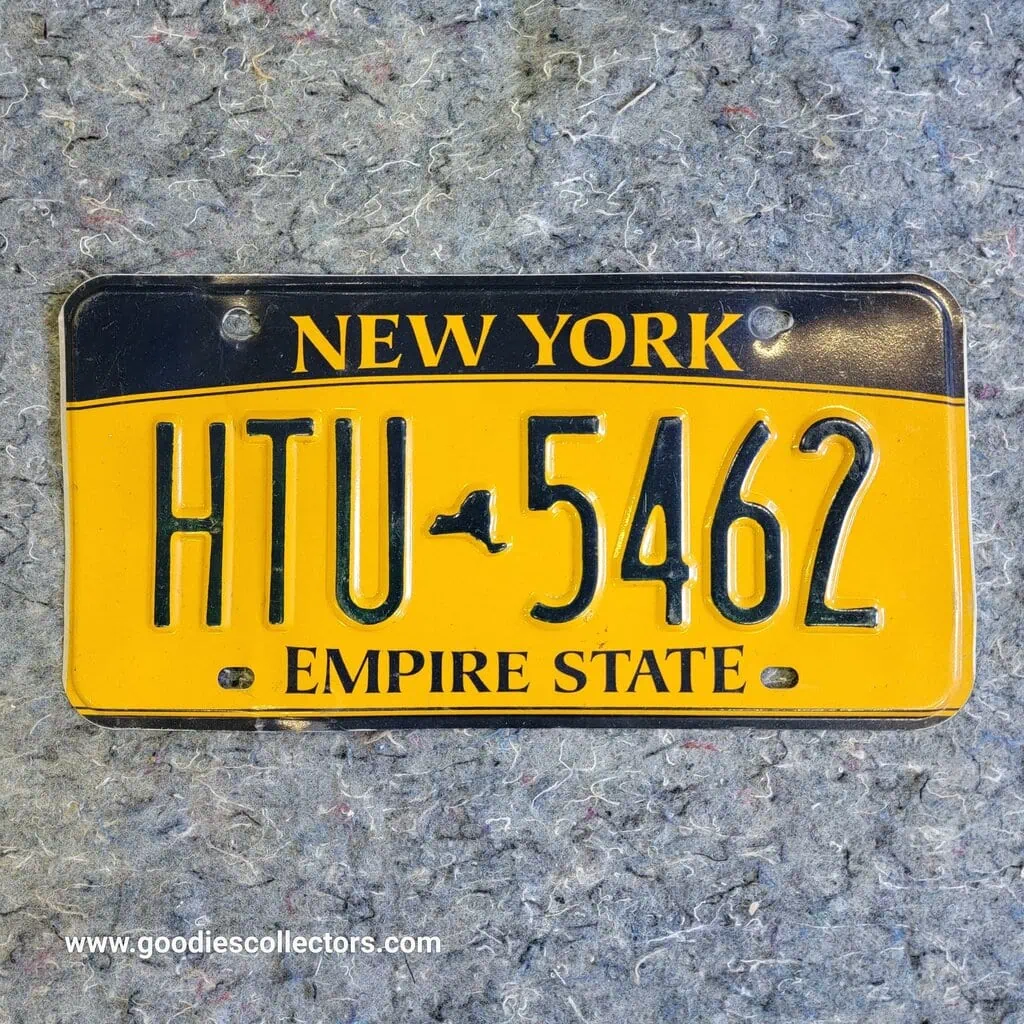 NEW YORK
HTU 5462
EMPIRE STATE
www.goodiescollectors.com